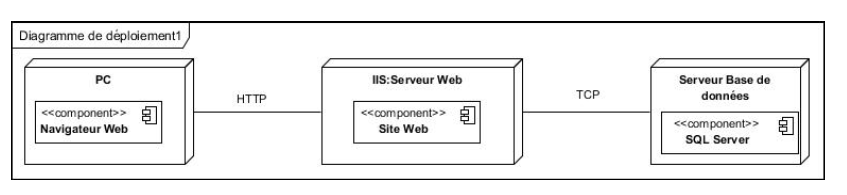 Diagramme de déploiement1
PC
<<component>>
Navigateur Web
HTTP
IIS:Serveur Web
<<component>>
Site Web
TCP
Serveur Base de
données
<<component>>
SQL Server